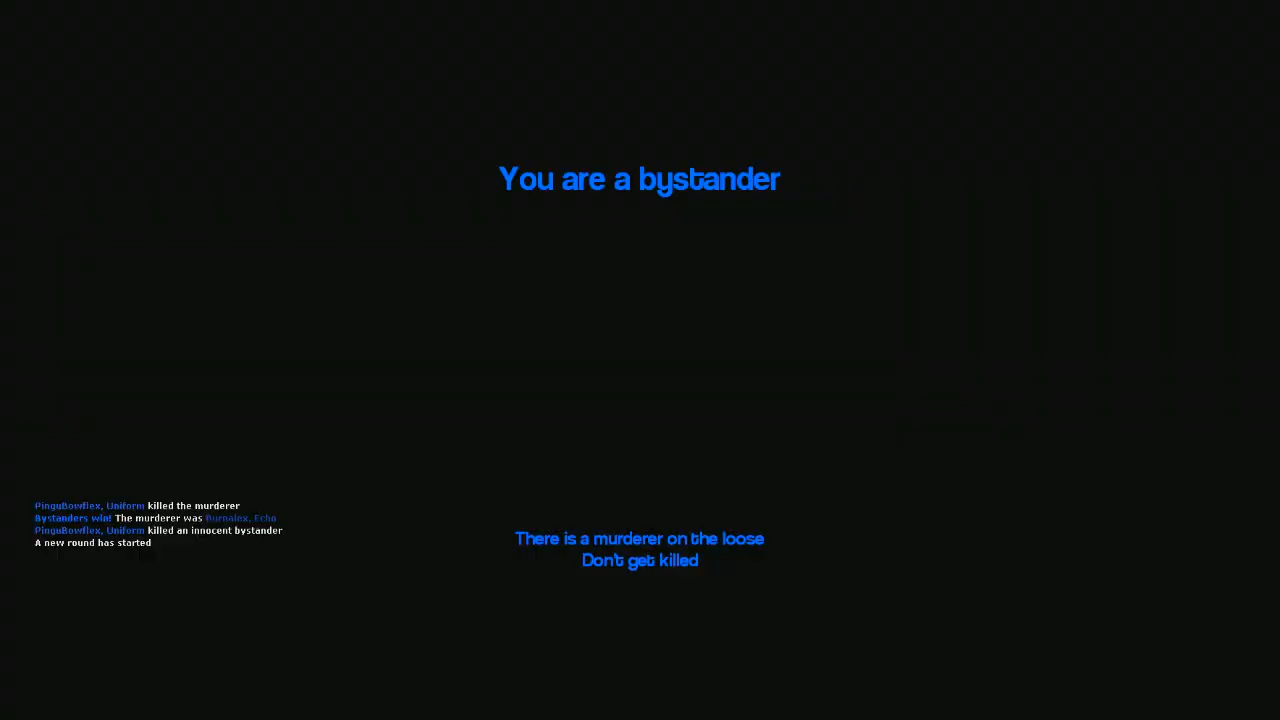 You are a bystander
PinguBowflex, Uniform killed the murderer
Bystanders win! The murderer was Burnalex, Echo
PinguBowflex, Uniform killed an innocent bystander
A new round has started
There is a murderer on the loose
Don't get killed